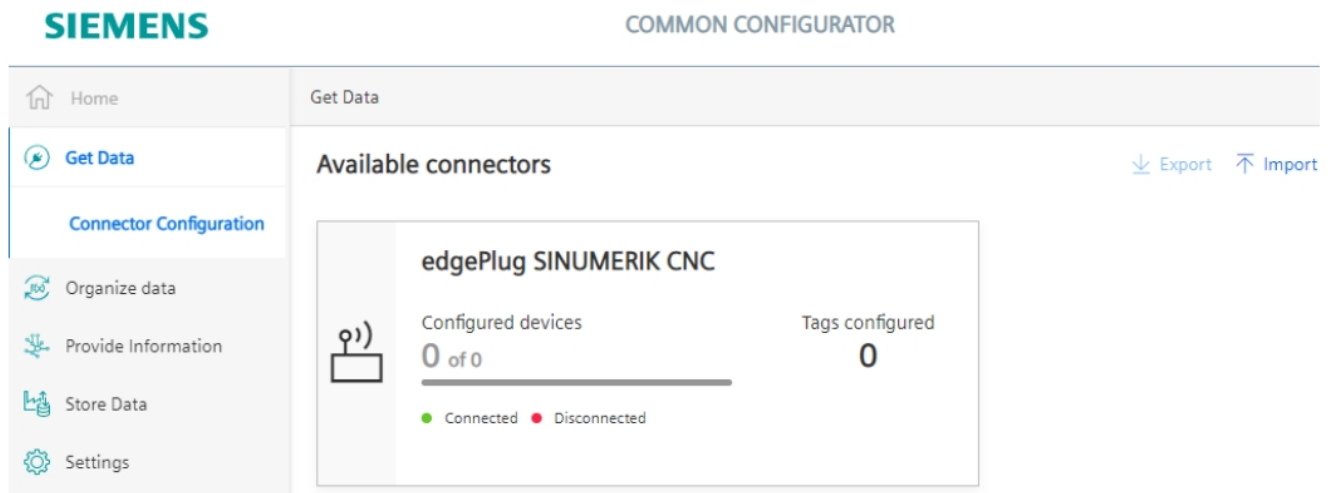 SIEMENS
COMMON CONFIGURATOR
Home
Get Data
Connector Configuration
Organize data
Provide Information
Store Data
Settings
Get Data
Available connectors
Export Import
edgePlug SINUMERIK CNC
Configured devices Tags configured
0 of 0 0
Connected Disconnected